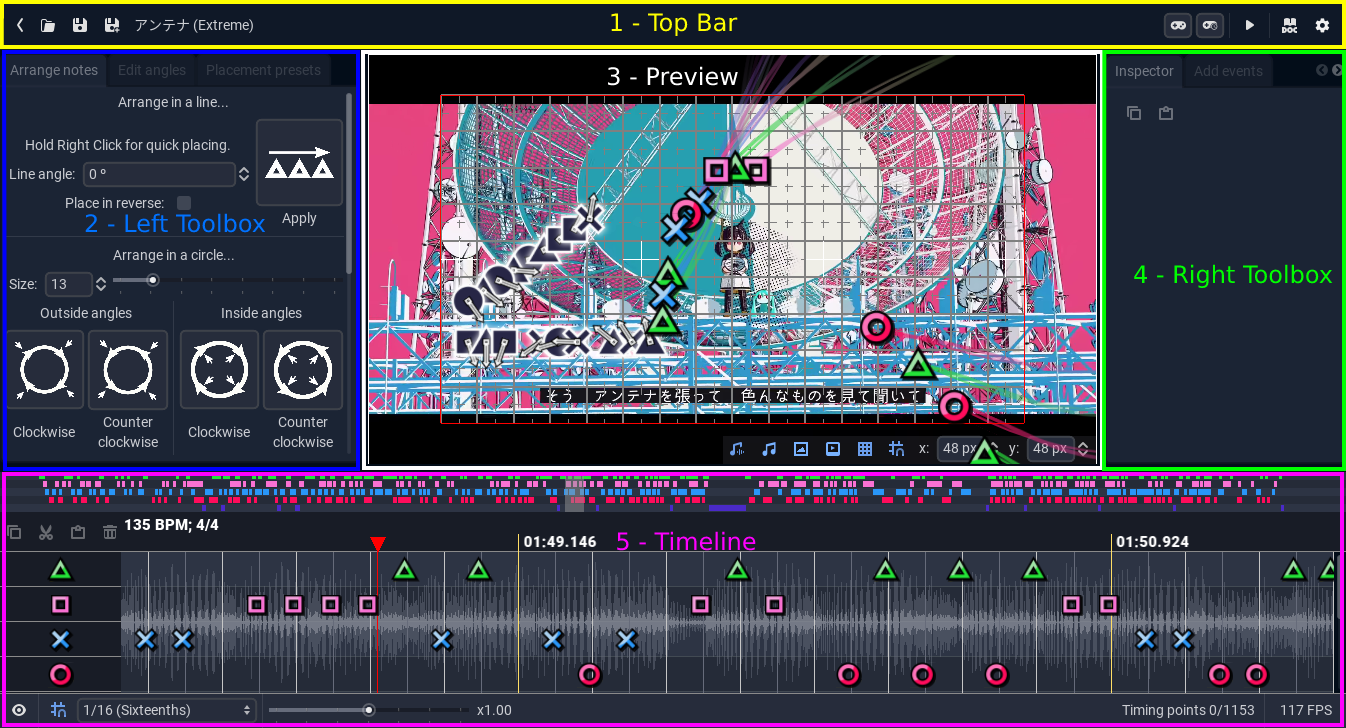 アンテナ (Extreme)
1 - Top Bar
DOC
Arrange notes
Edit angles
Placement presets
Arrange in a line...
Hold Right Click for quick placing.
Line angle:
0 º
Place in reverse:
Apply
2 - Left Toolbox
Arrange in a circle...
Size:
13
Outside angles
Inside angles
Clockwise
Counter
clockwise
Clockwise
Counter
clockwise
3 - Preview
そう アンテナを張って 色んなものを見て聞いて
x:
48 px
y:
48 px
Inspector
Add events
4 - Right Toolbox
135 BPM; 4/4
01:49.146
5 - Timeline
01:50.924
1/16 (Sixteenths)
x1.00
Timing points 0/1153
117 FPS